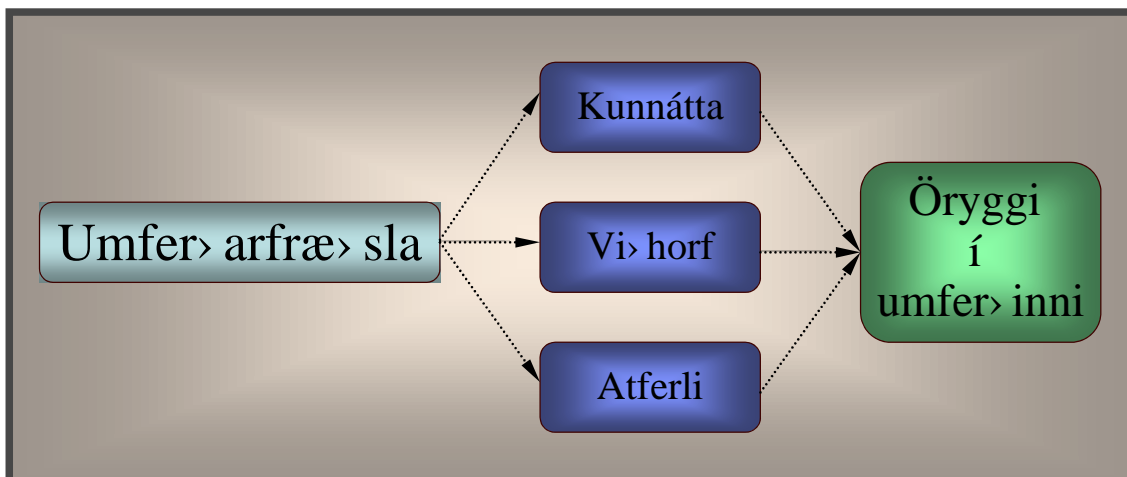 Umfer› arfræ› sla
Kunnátta
Vi› horf
Atferli
Öryggi
í
umfer› inni